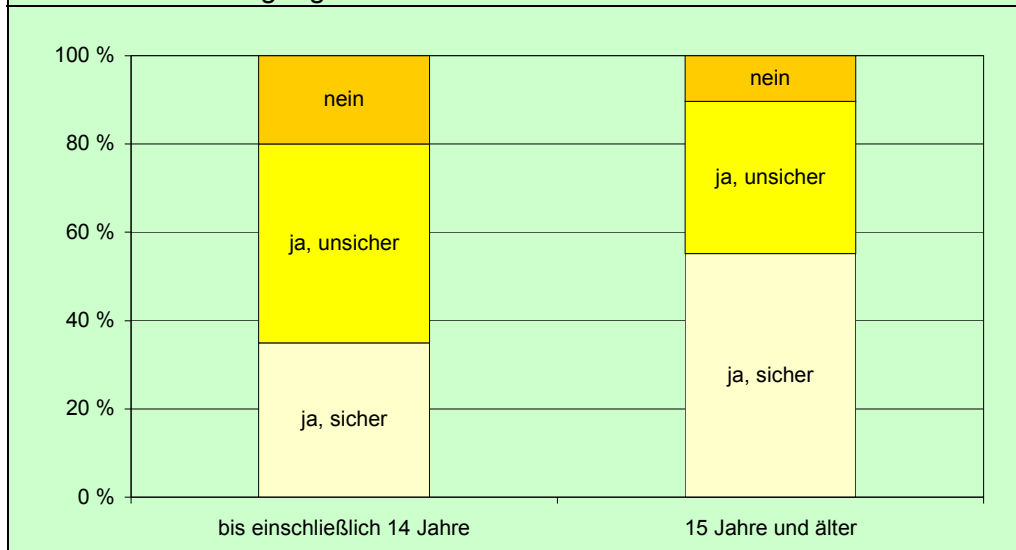 100 %
nein
nein
80 %
ja, unsicher
ja, unsicher
60 %
40 %
ja, sicher
ja, sicher
20 %
0 %
bis einschließlich 14 Jahre
15 Jahre und älter